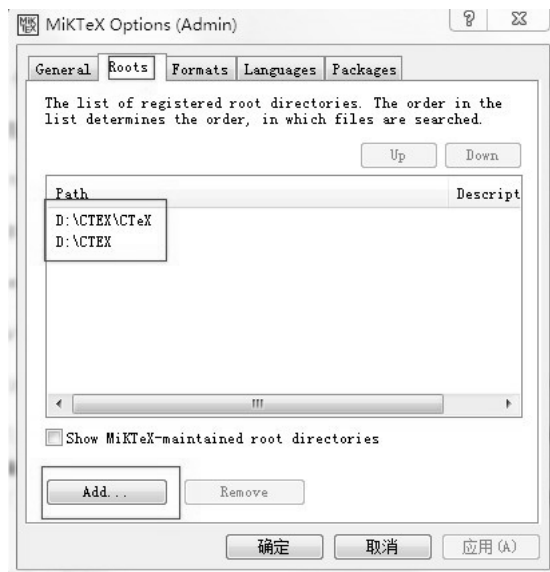 MiKTeX Options (Admin)
General Roots Formats Languages Packages
The list of registered root directories. The order in the
list determines the order, in which files are searched.
Up Down
Path Descript
D:\CTEX\CTeX
D:\CTEX
Show MiKTeX-maintained root directories
Add... Remove
确定 取消 应用(A)